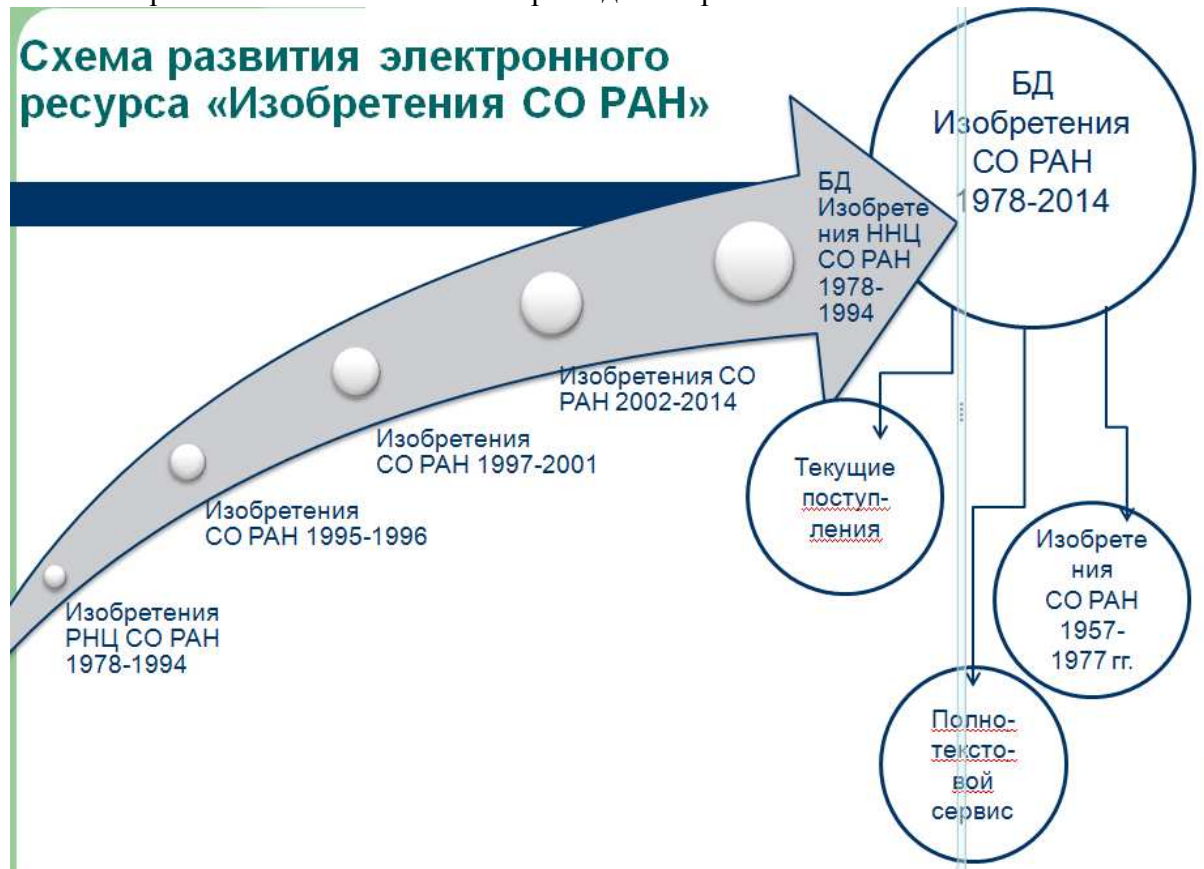 Схема развития электронного
ресурса «Изобретения СО РАН»
БД
Изобретения
СО РАН
1978-2014
БД
Изобрете
ния ННЦ
СО РАН
1978-
1994
Изобретения СО
РАН 2002-2014
Изобретения
СО РАН 1997-2001
Изобретения
СО РАН 1995-1996
Изобретения
РНЦ СО РАН
1978-1994
Текущие
поступ-
ления
Изобрете
ния
СО РАН
1957-
1977 гг.
Полно-
тексто-
вой
сервис